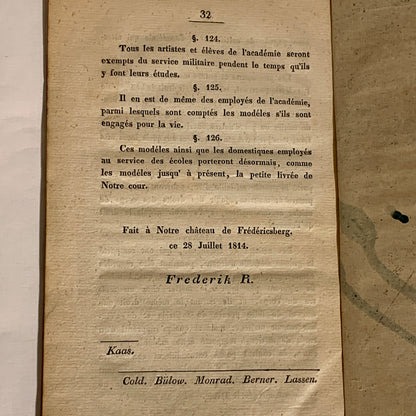 32
§. 124.
Tous les artistes et élèves de l'académie seront
exempts du service militaire pendent le temps qu'ils
y font leurs études.
§. 125.
Il en est de même des employés de l'académie,
parmi lesquels sont comptés les modéles s'ils sont
engagés pour la vie.
§. 126.
Ces modéles ainsi que les domestiques employés
au service des écoles porteront désormais, comme
les modéles jusqu' à présent, la petite livrée de
Notre cour.
Fait à Notre château de Frédéricsberg.
ce 28 Juillet 1814.
Frederik R.
Kaas.
Cold. Bülow. Monrad. Berner. Lassen.